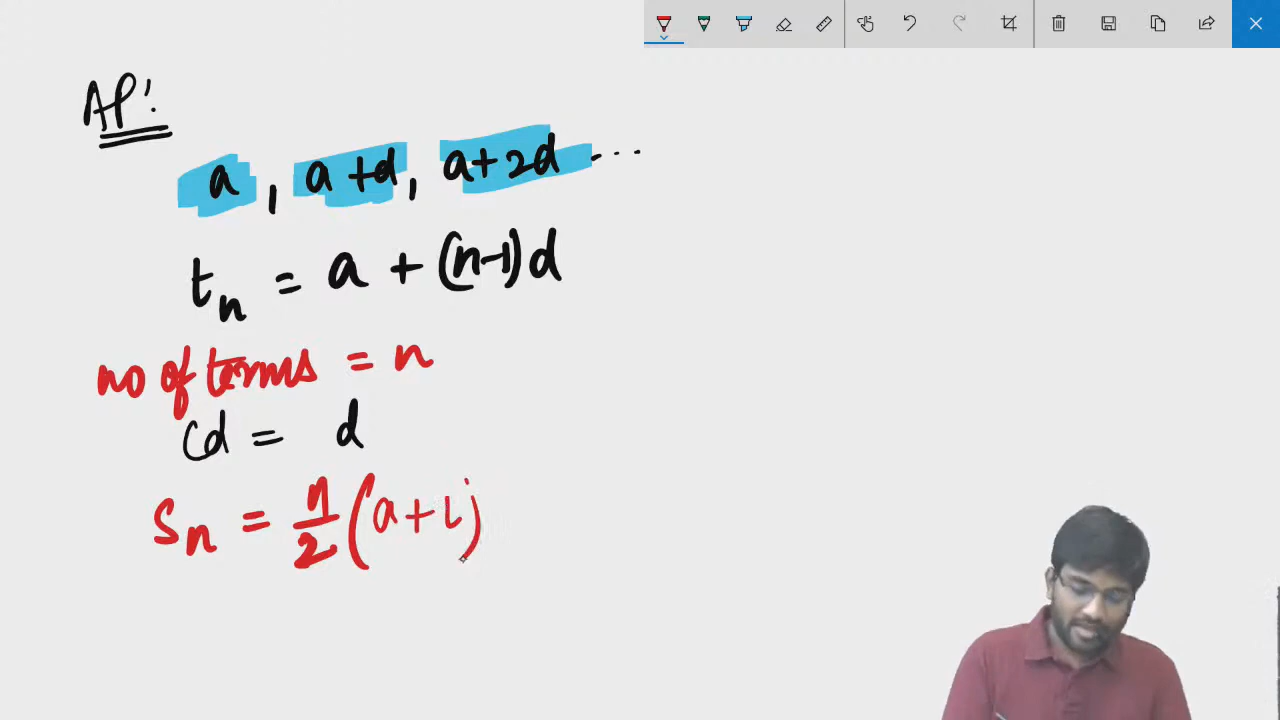 AP:
a, a+d, a+2d ...
tn = a + (n-1)d
no of terms = n
Cd = d
Sn = n/2 (a+l)